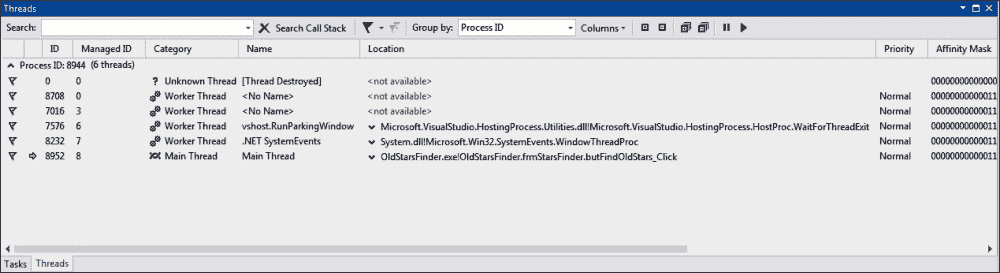 Threads
Search: Search Call Stack Group by: Process ID Columns
ID Managed ID Category Name Location Priority Affinity Mask
Process ID: 8944 (6 threads)
0 0 ? Unknown Thread [Thread Destroyed] <not available> 00000000000000
8708 0 Worker Thread <No Name> <not available> Normal 00000000000011
7016 3 Worker Thread <No Name> <not available> Normal 00000000000011
7576 6 Worker Thread vshost.RunParkingWindow Microsoft.VisualStudio.HostingProcess.Utilities.dll!Microsoft.VisualStudio.HostingProcess.HostProc.WaitForThreadExit Normal 00000000000011
8232 7 Worker Thread .NET SystemEvents System.dll!Microsoft.Win32.SystemEvents.WindowThreadProc Normal 00000000000011
8952 8 Main Thread Main Thread OldStarsFinder.exe!OldStarsFinder.frmStarsFinder.butFindOldStars_Click Normal 00000000000011
Tasks Threads